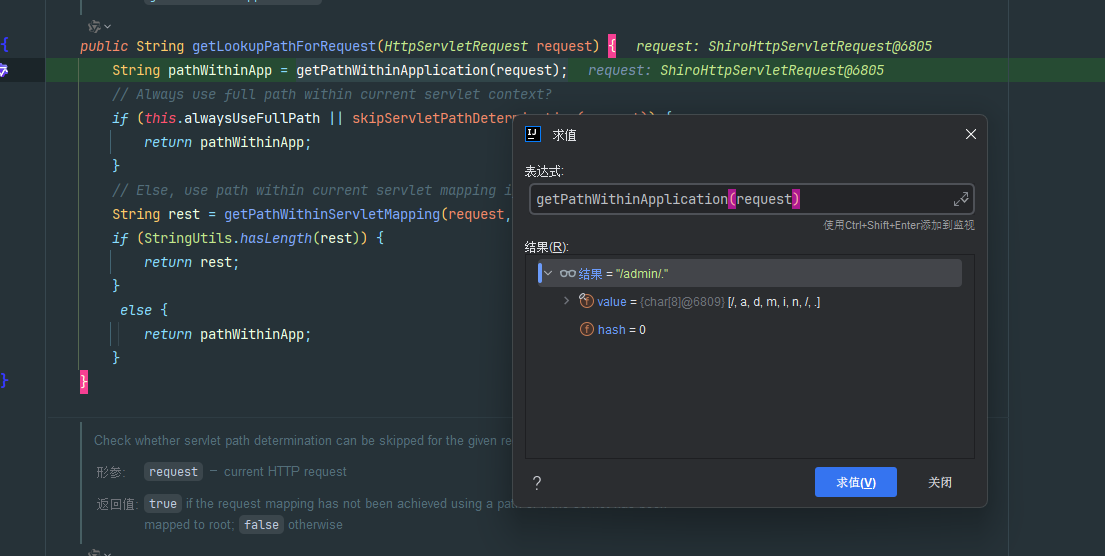 public String getLookupPathForRequest(HttpServletRequest request) {   request: ShiroHttpServletRequest@6805
String pathWithinApp = getPathWithinApplication(request);   request: ShiroHttpServletRequest@6805
// Always use full path within current servlet context?
if (this.alwaysUseFullPath || skipServletPathDeterm
return pathWithinApp;
}
// Else, use path within current servlet mapping i
String rest = getPathWithinServletMapping(request,
if (StringUtils.hasLength(rest)) {
return rest;
}
else {
return pathWithinApp;
}
}
}
Check whether servlet path determination can be skipped for the given re
形参: request – current HTTP request
返回值: true if the request mapping has not been achieved using a pa
mapped to root; false otherwise
求值
表达式:
getPathWithinApplication(request)
使用Ctrl+Shift+Enter添加到监视
结果(R):
结果 = "/admin/."
value = {char[8]@6809} [/, a, d, m, i, n, /, .]
hash = 0
?
求值(V) 关闭